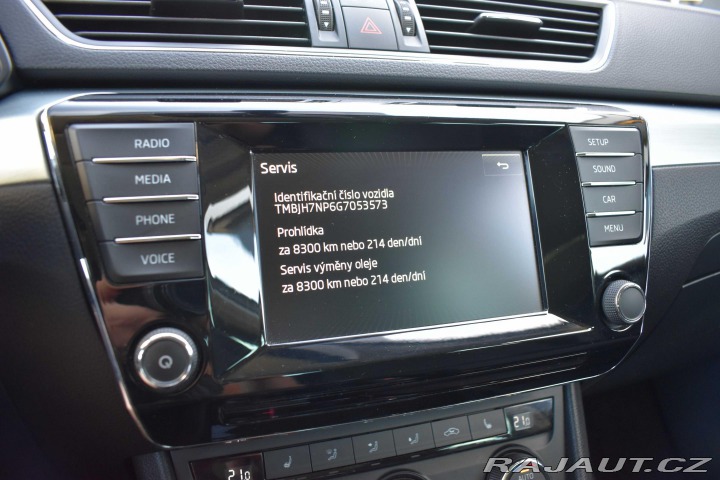 RADIO
MEDIA
PHONE
VOICE
Servis
Identifikační číslo vozidla
TMBJH7NP6G7053573
Prohlídka
za 8300 km nebo 214 den/dní
Servis výměny oleje
za 8300 km nebo 214 den/dní
SETUP
SOUND
CAR
MENU
21.0
21.0
AUTO
RAJAUT.CZ